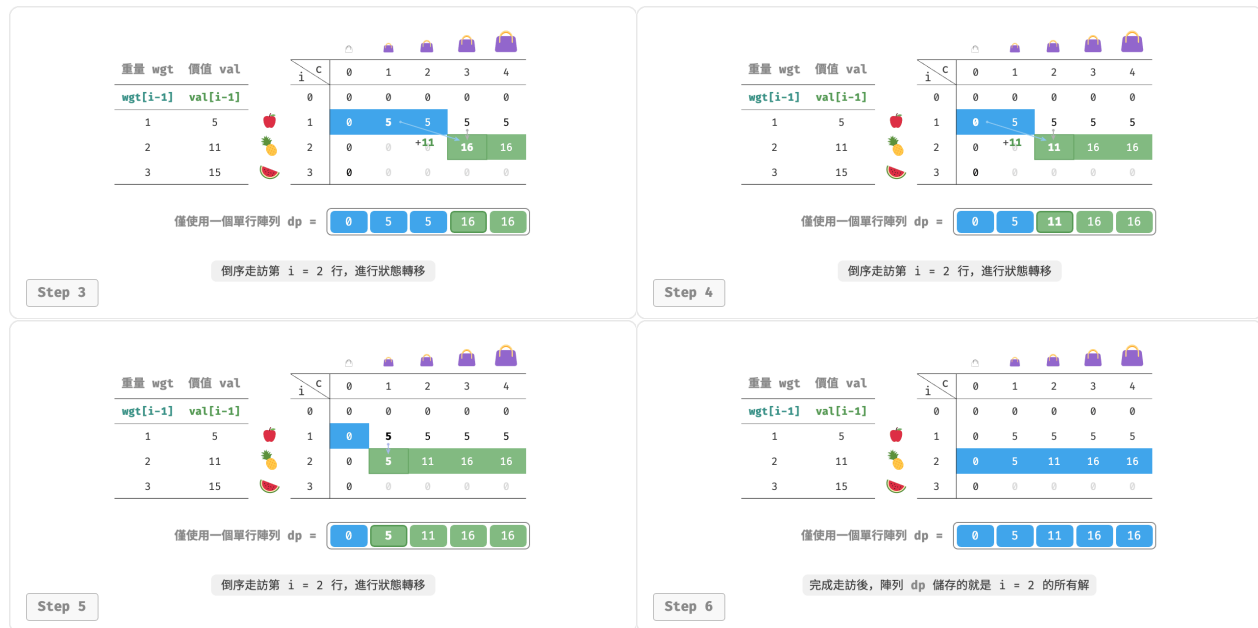 重量 wgt 價值 val
i C 0 1 2 3 4
wgt[i-1] val[i-1] 0 0 0 0 0 0
1 5 1 0 5 5 5 5
+11
2 11 2 0 0 0 16 16
3 15 3 0 0 0 0 0
僅使用一個單行陣列 dp = 0 5 5 16 16
倒序走訪第 i = 2 行，進行狀態轉移
Step 3
重量 wgt 價值 val
i C 0 1 2 3 4
wgt[i-1] val[i-1] 0 0 0 0 0 0
1 5 1 0 5 5 5 5
+11
2 11 2 0 0 11 16 16
3 15 3 0 0 0 0 0
僅使用一個單行陣列 dp = 0 5 11 16 16
倒序走訪第 i = 2 行，進行狀態轉移
Step 4
重量 wgt 價值 val
i C 0 1 2 3 4
wgt[i-1] val[i-1] 0 0 0 0 0 0
1 5 1 0 5 5 5 5
2 11 2 0 5 11 16 16
3 15 3 0 0 0 0 0
僅使用一個單行陣列 dp = 0 5 11 16 16
倒序走訪第 i = 2 行，進行狀態轉移
Step 5
重量 wgt 價值 val
i C 0 1 2 3 4
wgt[i-1] val[i-1] 0 0 0 0 0 0
1 5 1 0 5 5 5 5
2 11 2 0 5 11 16 16
3 15 3 0 0 0 0 0
僅使用一個單行陣列 dp = 0 5 11 16 16
完成走訪後，陣列 dp 儲存的就是 i = 2 的所有解
Step 6